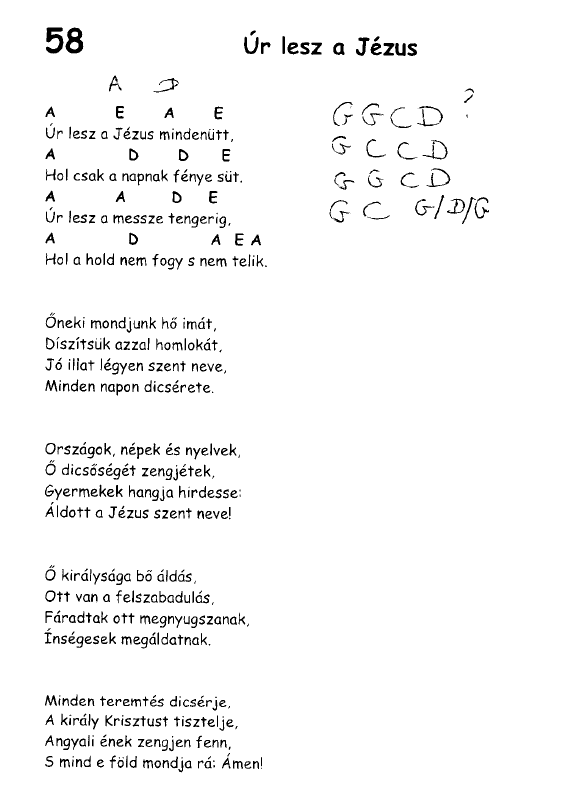 58 Úr lesz a Jézus
A D
A E A E
Úr lesz a Jézus mindenütt,
A D D E
Hol csak a napnak fénye süt.
A A D E
Úr lesz a messze tengerig,
A D A E A
Hol a hold nem fogy s nem telik.
G G C D ?
G C C D
G G C D
G C G/D/G
Őneki mondjunk hő imát,
Díszítsük azzal homlokát,
Jó illat légyen szent neve,
Minden napon dicsérete.
Országok, népek és nyelvek,
Ő dicsőségét zengjétek,
Gyermekek hangja hirdesse:
Áldott a Jézus szent neve!
Ő királysága bő áldás,
Ott van a felszabadulás,
Fáradtak ott megnyugszanak,
Ínségesek megáldatnak.
Minden teremtés dicsérje,
A király Krisztust tisztelje,
Angyali ének zengjen fenn,
S mind e föld mondja rá: Ámen!